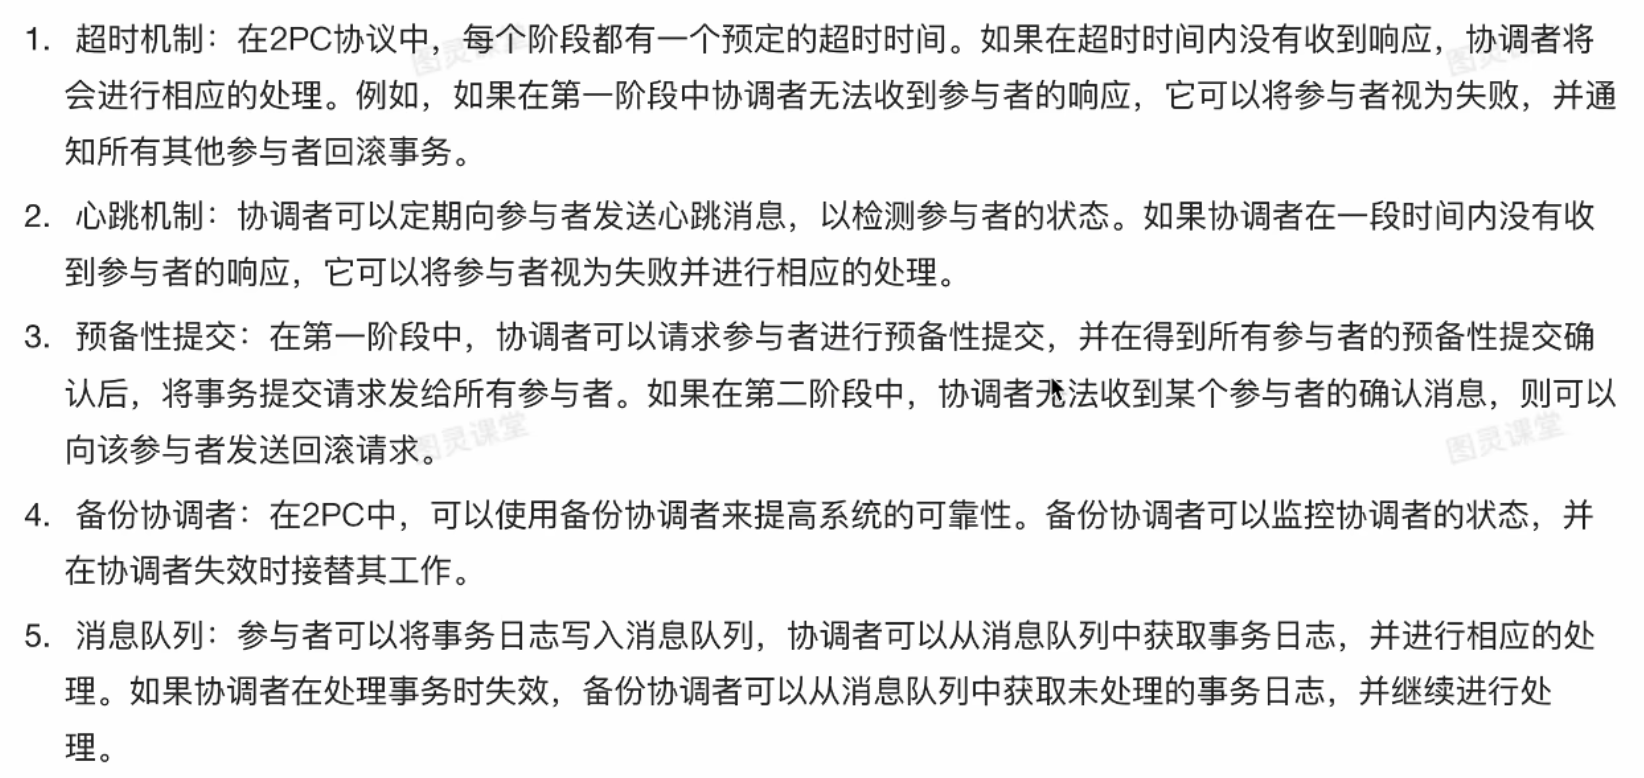 1. 超时机制：在2PC协议中，每个阶段都有一个预定的超时时间。如果在超时时间内没有收到响应，协调者将
会进行相应的处理。例如，如果在第一阶段中协调者无法收到参与者的响应，它可以将参与者视为失败，并通
知所有其他参与者回滚事务。
2. 心跳机制：协调者可以定期向参与者发送心跳消息，以检测参与者的状态。如果协调者在一段时间内没有收
到参与者的响应，它可以将参与者视为失败并进行相应的处理。
3. 预备性提交：在第一阶段中，协调者可以请求参与者进行预备性提交，并在得到所有参与者的预备性提交确
认后，将事务提交请求发给所有参与者。如果在第二阶段中，协调者无法收到某个参与者的确认消息，则可以
向该参与者发送回滚请求。
4. 备份协调者：在2PC中，可以使用备份协调者来提高系统的可靠性。备份协调者可以监控协调者的状态，并
在协调者失效时接替其工作。
5. 消息队列：参与者可以将事务日志写入消息队列，协调者可以从消息队列中获取事务日志，并进行相应的处
理。如果协调者在处理事务时失效，备份协调者可以从消息队列中获取未处理的事务日志，并继续进行处
理。
图灵课堂
图灵课堂
图灵课堂
图灵课堂